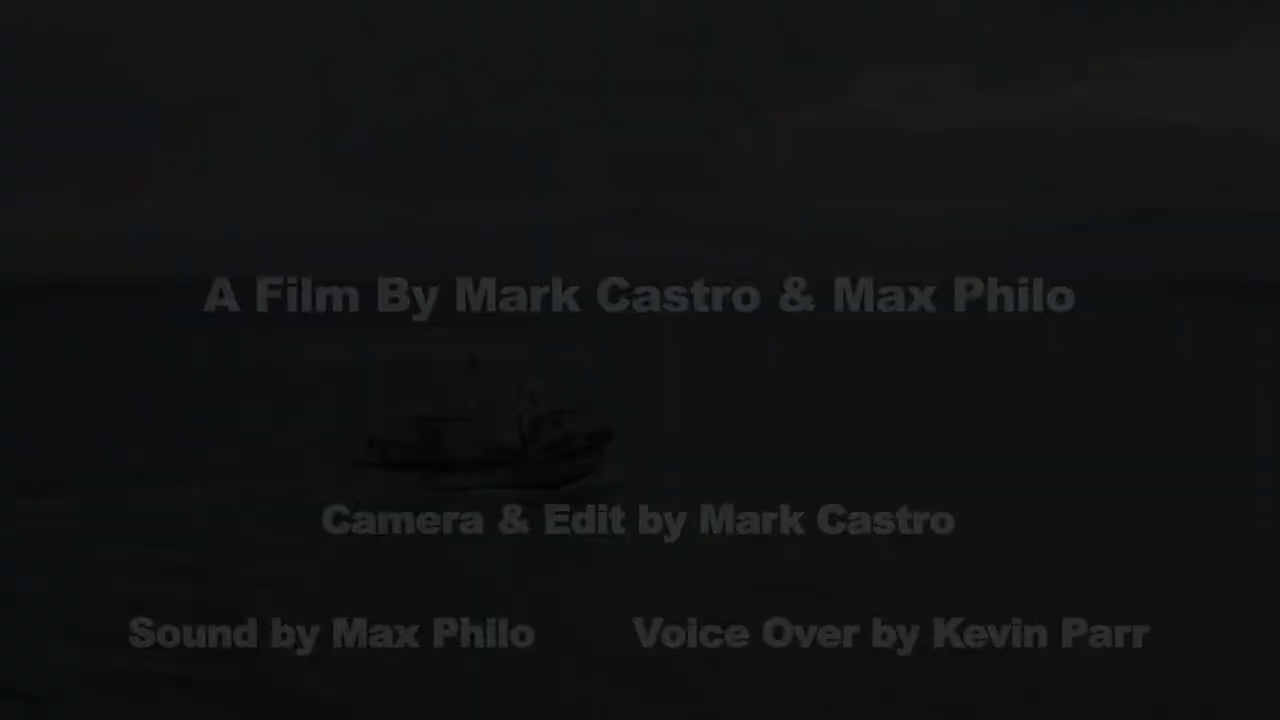 A Film By Mark Castro & Max Philo
Camera & Edit by Mark Castro
Sound by Max Philo Voice Over by Kevin Parr